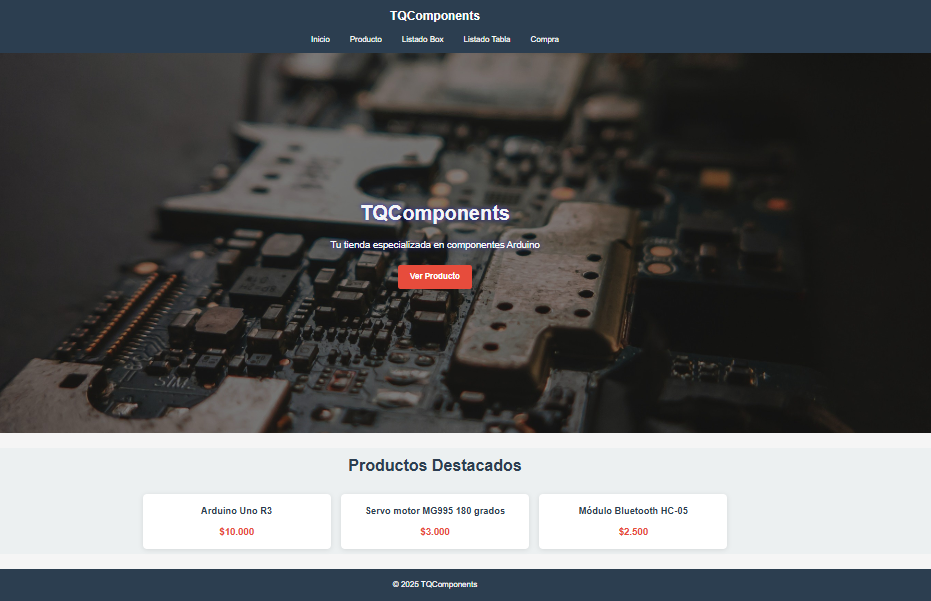 TQComponents
Inicio Producto Listado Box Listado Tabla Compra
TQComponents
Tu tienda especializada en componentes Arduino
Ver Producto
SIM
Productos Destacados
Arduino Uno R3 Servo motor MG995 180 grados Módulo Bluetooth HC-05
$10.000 $3.000 $2.500
© 2025 TQComponents